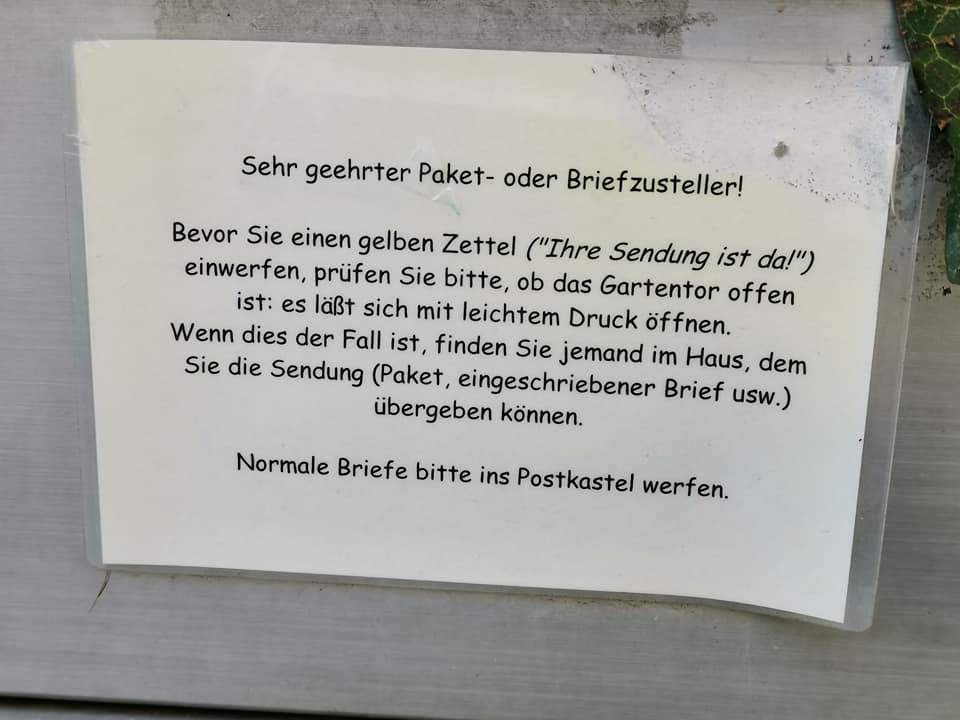 Sehr geehrter Paket- oder Briefzusteller!
Bevor Sie einen gelben Zettel ("Ihre Sendung ist da!")
einwerfen, prüfen Sie bitte, ob das Gartentor offen
ist: es läßt sich mit leichtem Druck öffnen.
Wenn dies der Fall ist, finden Sie jemand im Haus, dem
Sie die Sendung (Paket, eingeschriebener Brief usw.)
übergeben können.
Normale Briefe bitte ins Postkastel werfen.